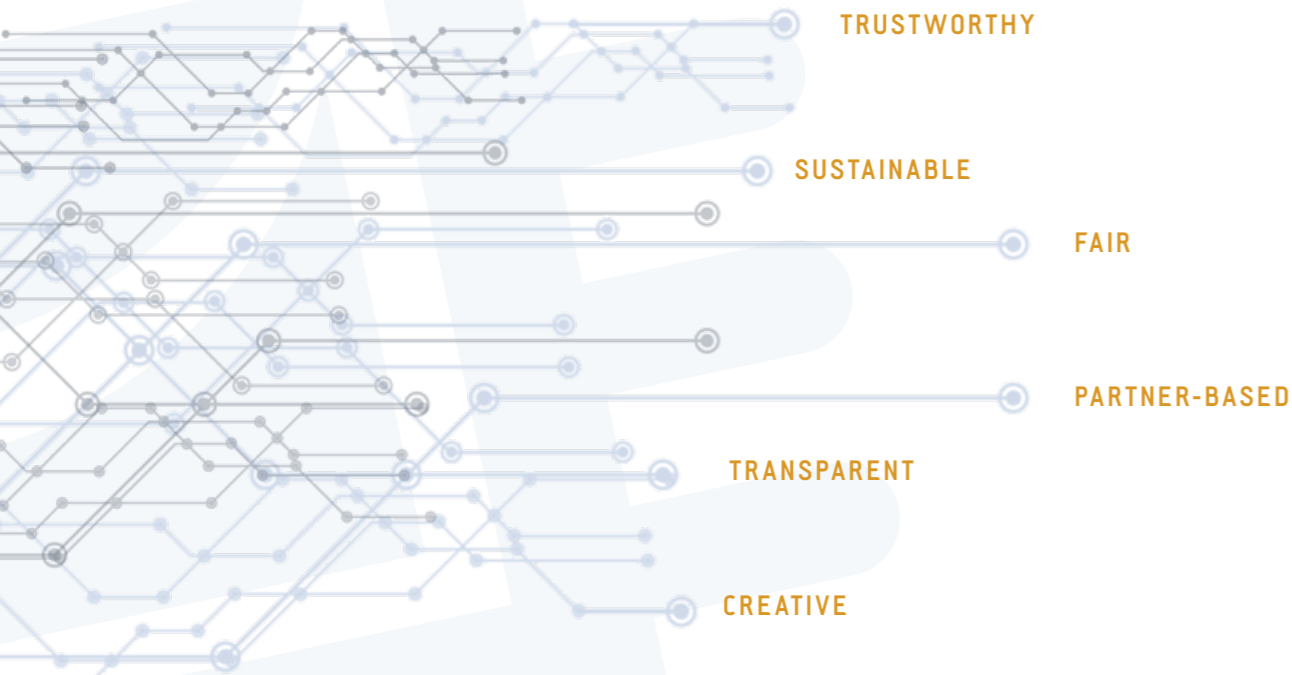 TRUSTWORTHY
SUSTAINABLE
FAIR
PARTNER-BASED
TRANSPARENT
CREATIVE